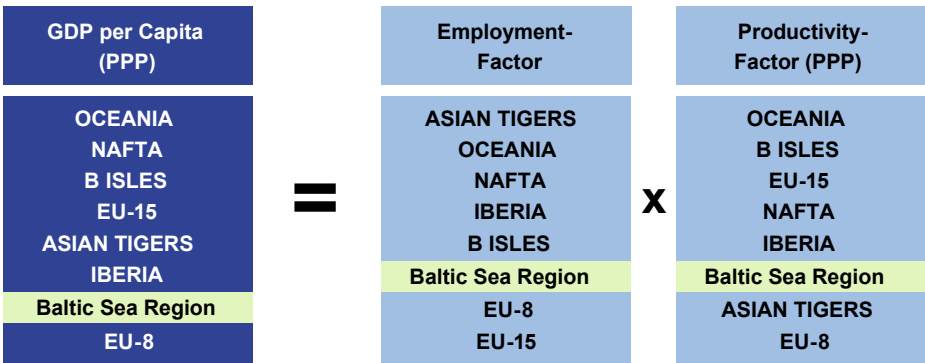 GDP per Capita
(PPP)
OCEANIA
NAFTA
B ISLES
EU-15
ASIAN TIGERS
IBERIA
Baltic Sea Region
EU-8
=
Employment-
Factor
ASIAN TIGERS
OCEANIA
NAFTA
IBERIA
B ISLES
Baltic Sea Region
EU-8
EU-15
x
Productivity-
Factor (PPP)
OCEANIA
B ISLES
EU-15
NAFTA
IBERIA
Baltic Sea Region
ASIAN TIGERS
EU-8